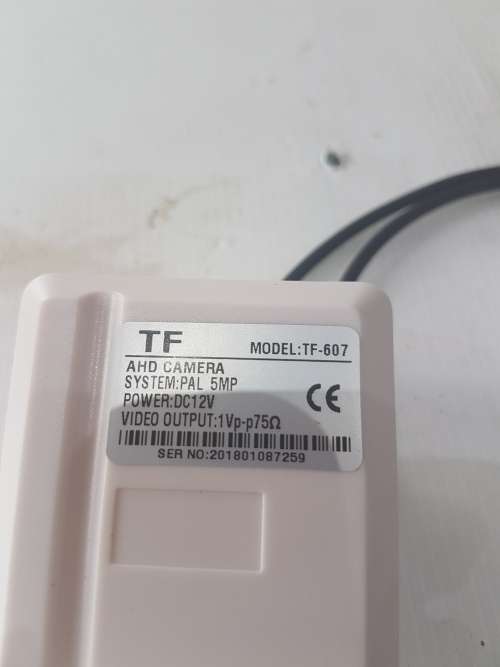 TF
MODEL:TF-607
AHD CAMERA
SYSTEM:PAL 5MP
POWER:DC12V
CE
VIDEO OUTPUT:1Vp-p75Ω
SER NO:201801087259